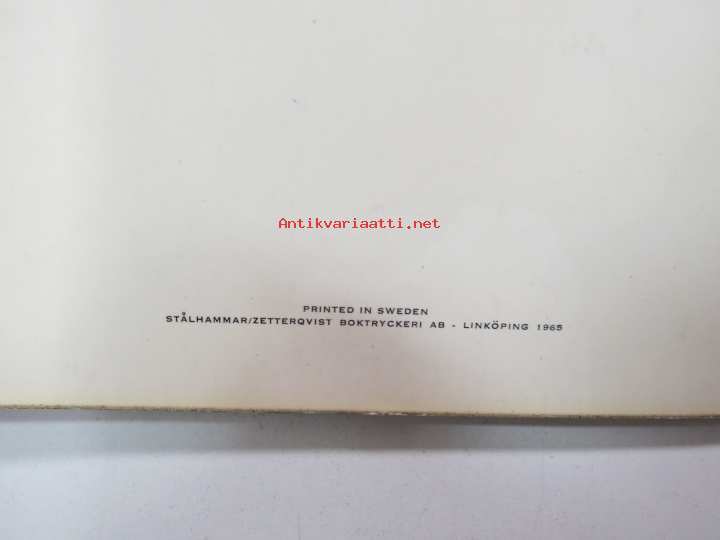 Antikvariaatti.net
PRINTED IN SWEDEN
STÅLHAMMAR/ZETTERQVIST BOKTRYCKERI AB - LINKÖPING 1965